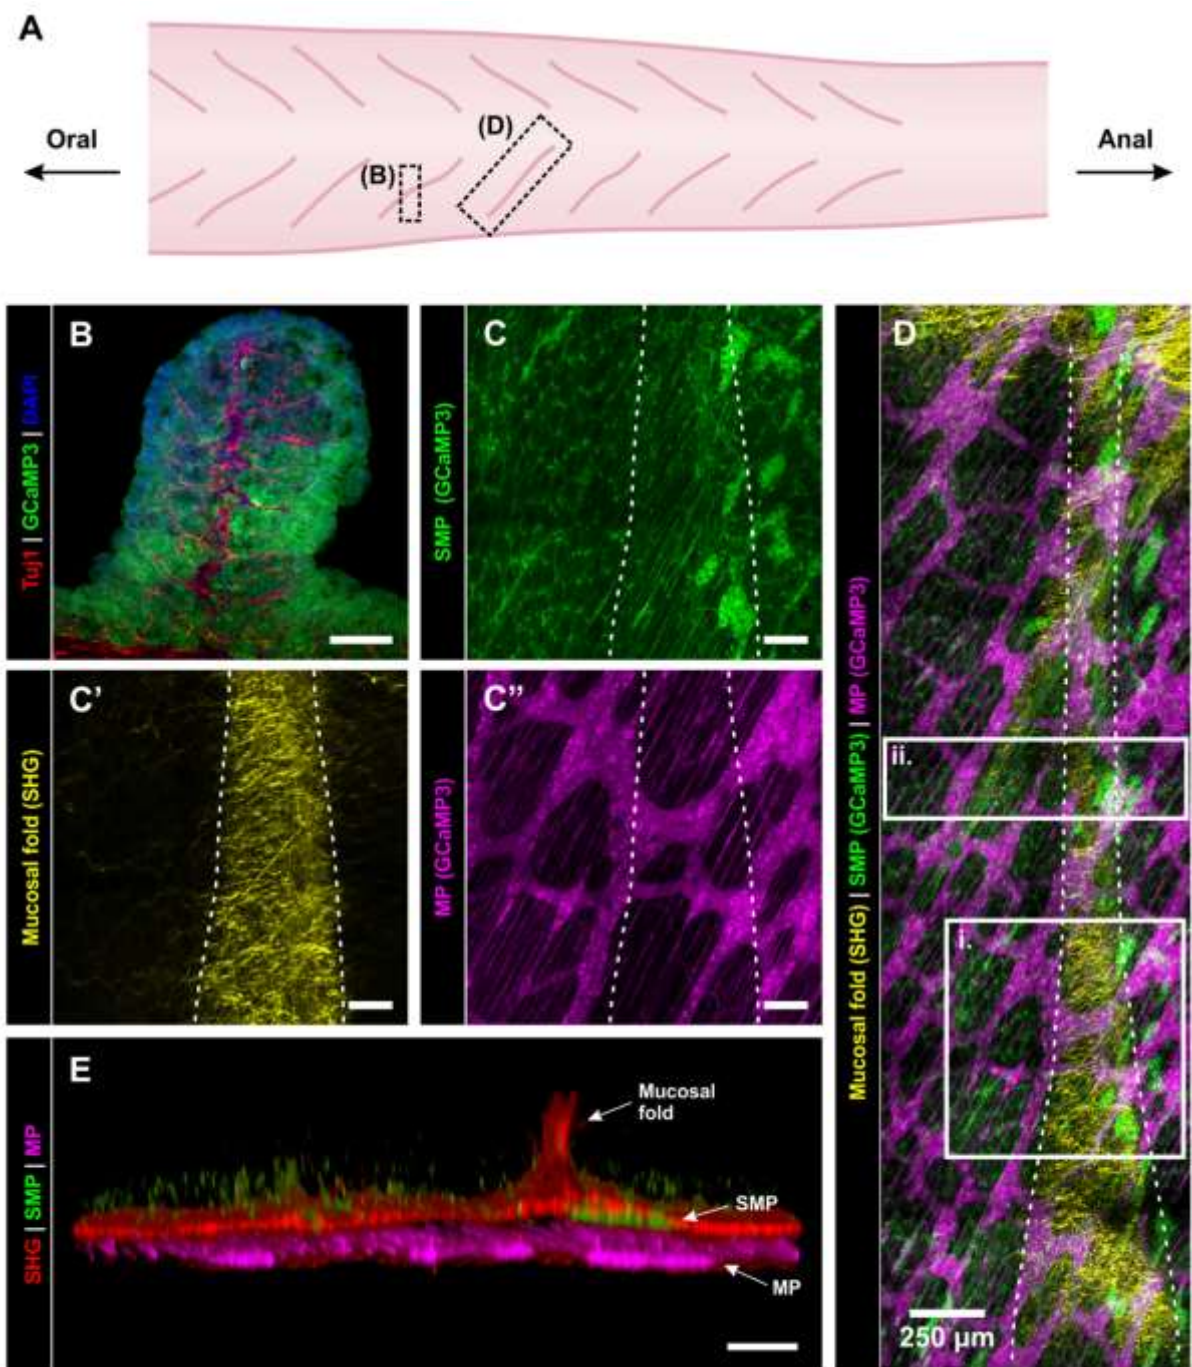 A
Oral
Anal
(B)
(D)
B
Tuj1 | GCaMP3 | DAPI
C
SMP (GCaMP3)
C'
Mucosal fold (SHG)
C"
MP (GCaMP3)
D
Mucosal fold (SHG) | SMP (GCaMP3) | MP (GCaMP3)
ii.
i.
250 µm
E
SHG | SMP | MP
Mucosal
fold
SMP
MP